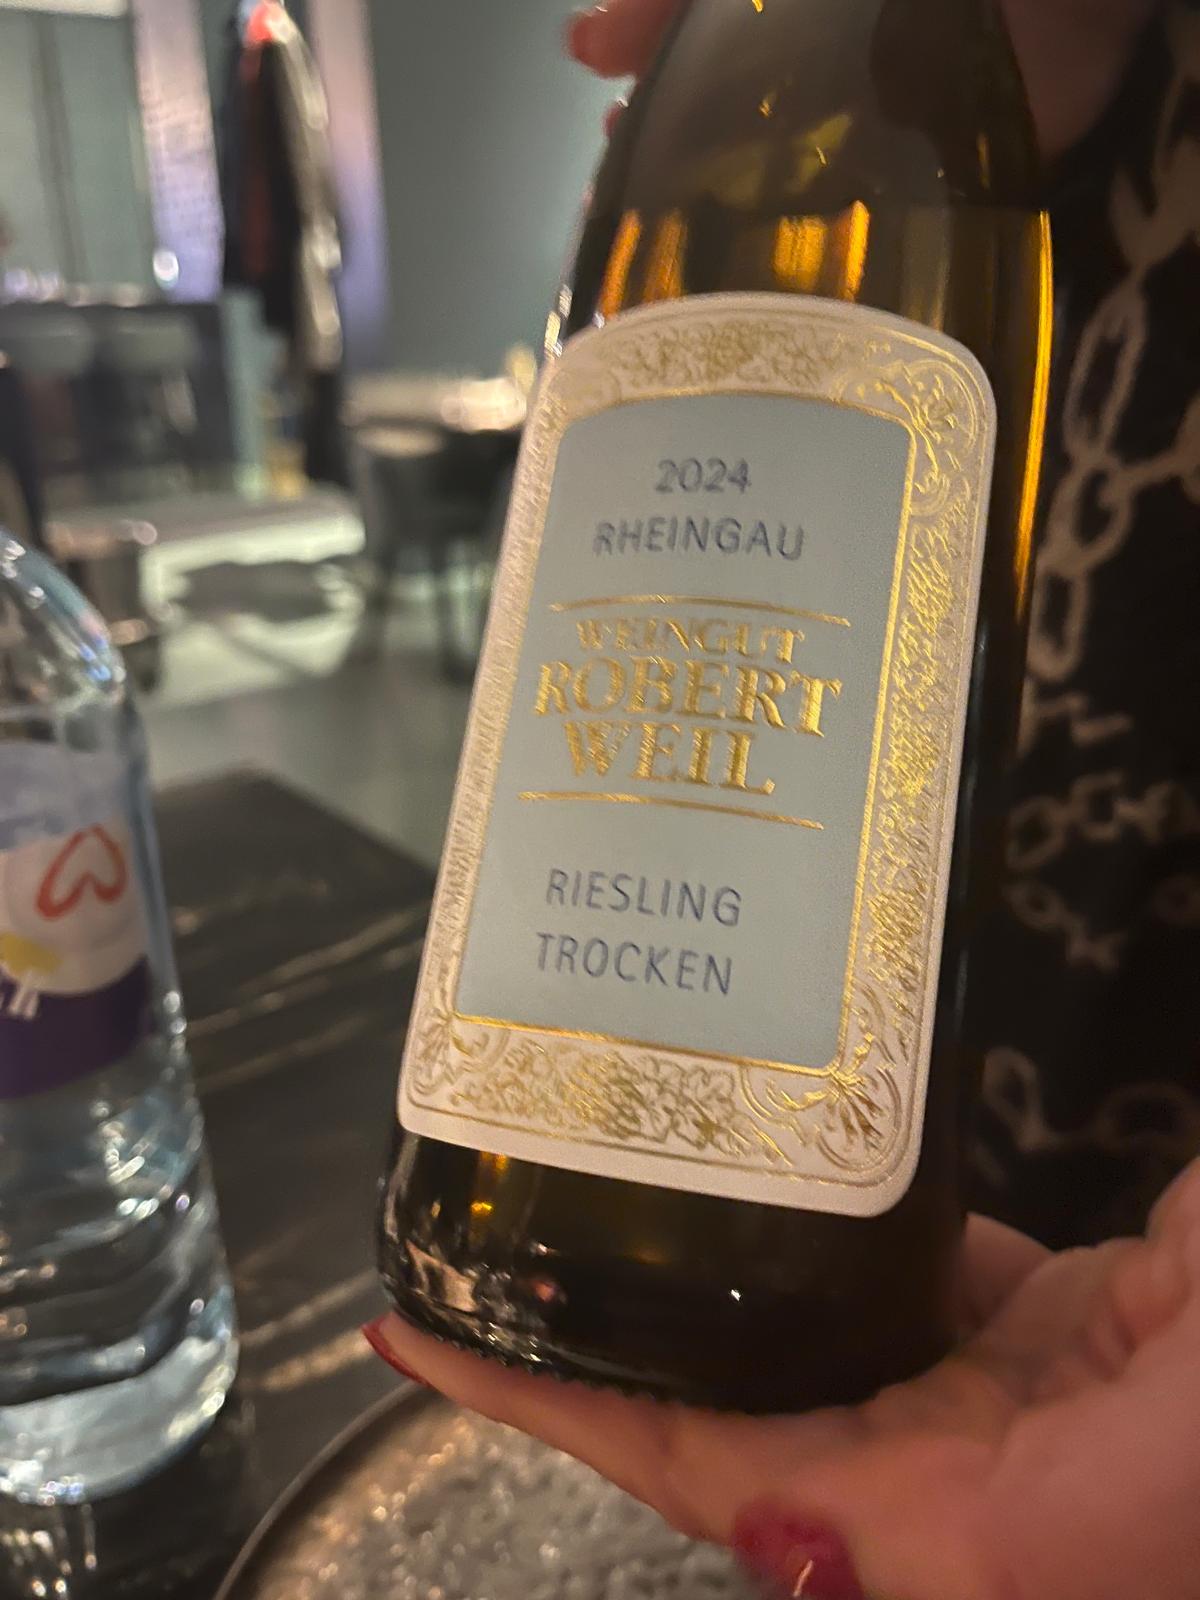 2024
RHEINGAU
WEINGUT
ROBERT
WEIL
RIESLING
TROCKEN